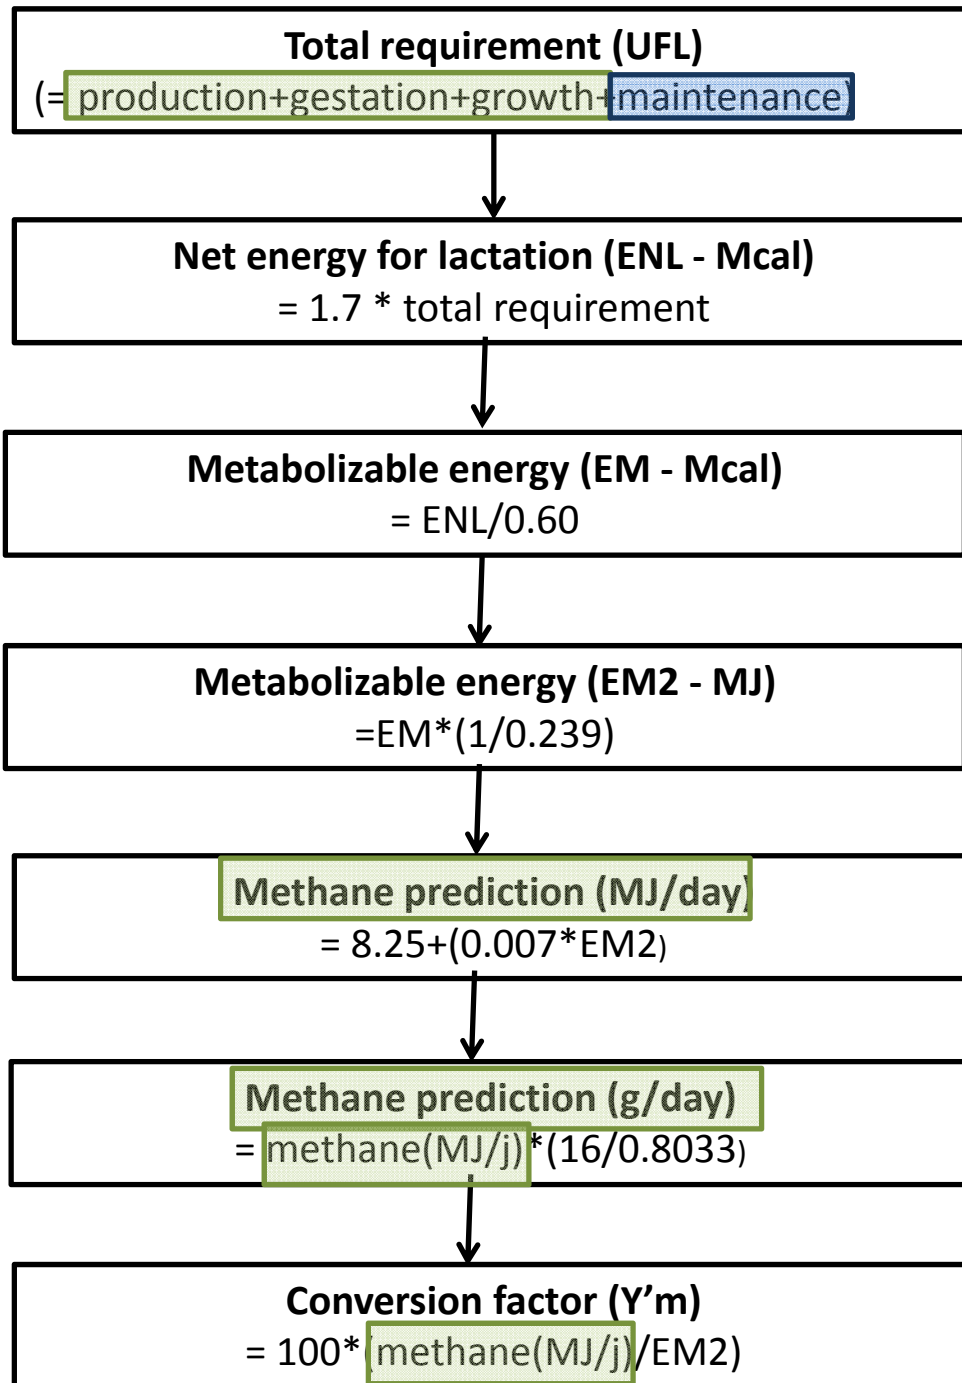 Total requirement (UFL)
(= production+gestation+growth+maintenance)
Net energy for lactation (ENL - Mcal)
= 1.7 * total requirement
Metabolizable energy (EM - Mcal)
= ENL/0.60
Metabolizable energy (EM2 - MJ)
=EM*(1/0.239)
Methane prediction (MJ/day)
= 8.25+(0.007*EM2)
Methane prediction (g/day)
= methane(MJ/j)*(16/0.8033)
Conversion factor (Y’m)
= 100*(methane(MJ/j)/EM2)